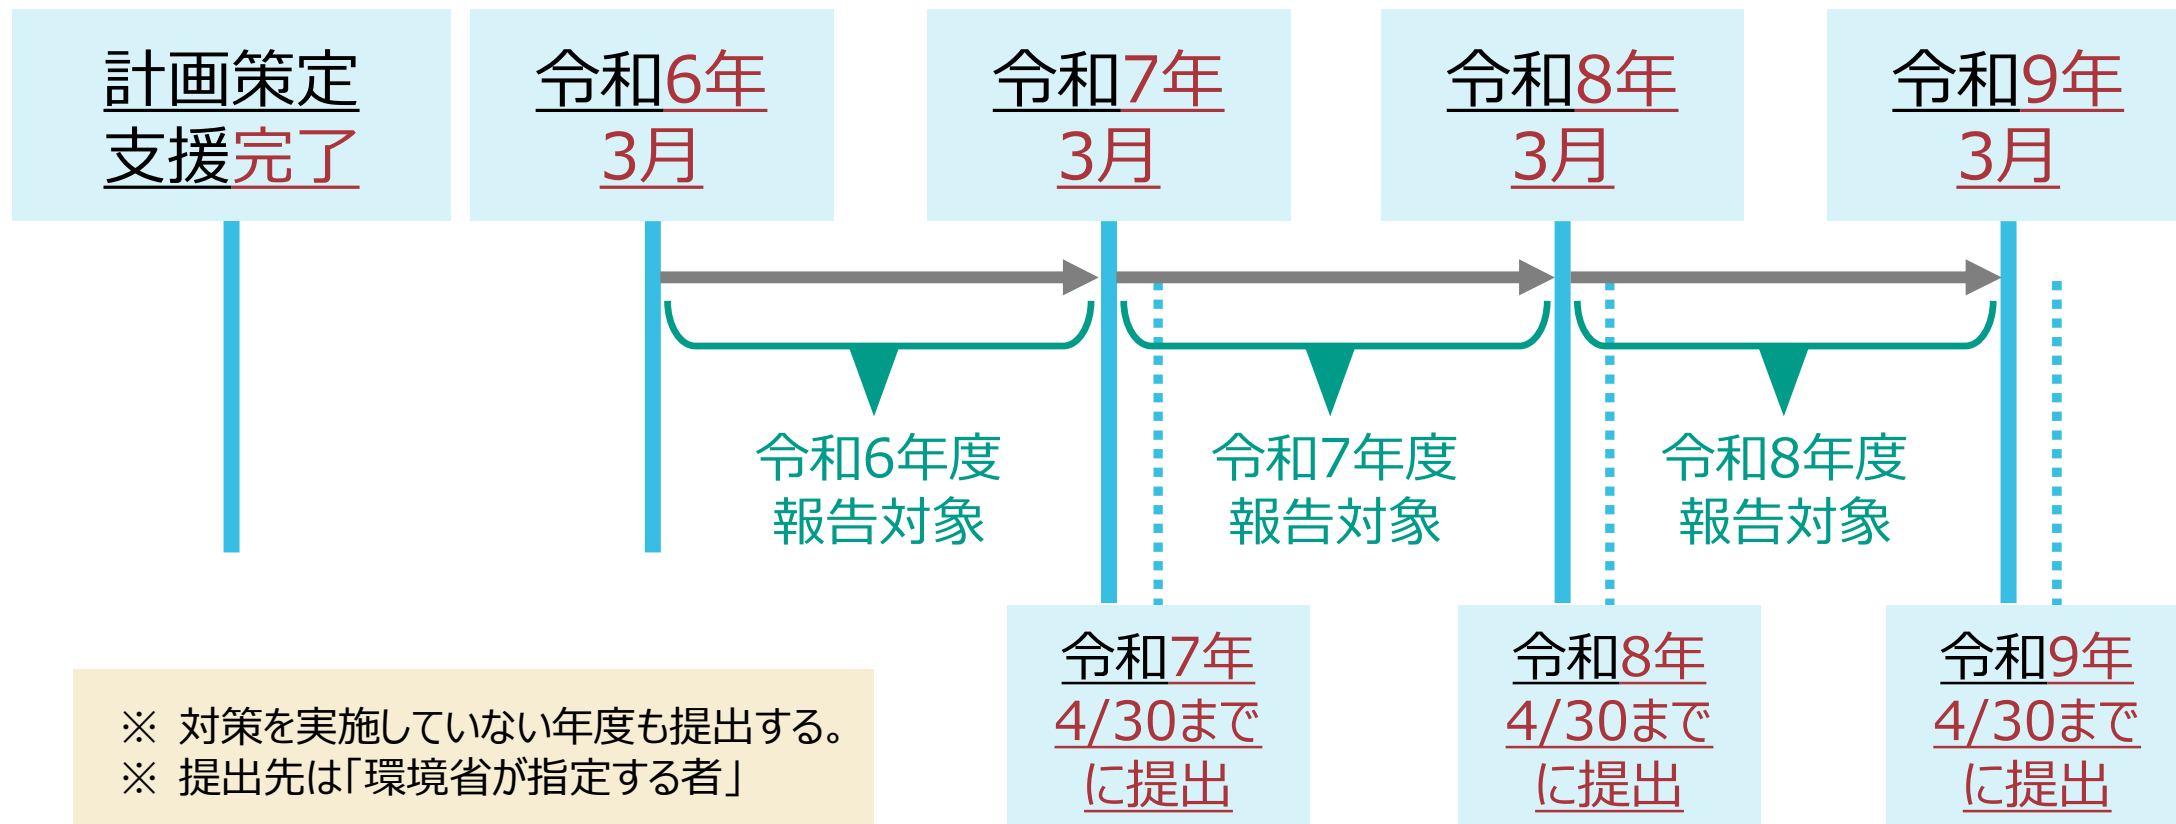 計画策定
支援完了
令和6年
3月
令和7年
3月
令和8年
3月
令和9年
3月
令和6年度
報告対象
令和7年度
報告対象
令和8年度
報告対象
令和7年
4/30まで
に提出
令和8年
4/30まで
に提出
令和9年
4/30まで
に提出
※ 対策を実施していない年度も提出する。
※ 提出先は「環境省が指定する者」